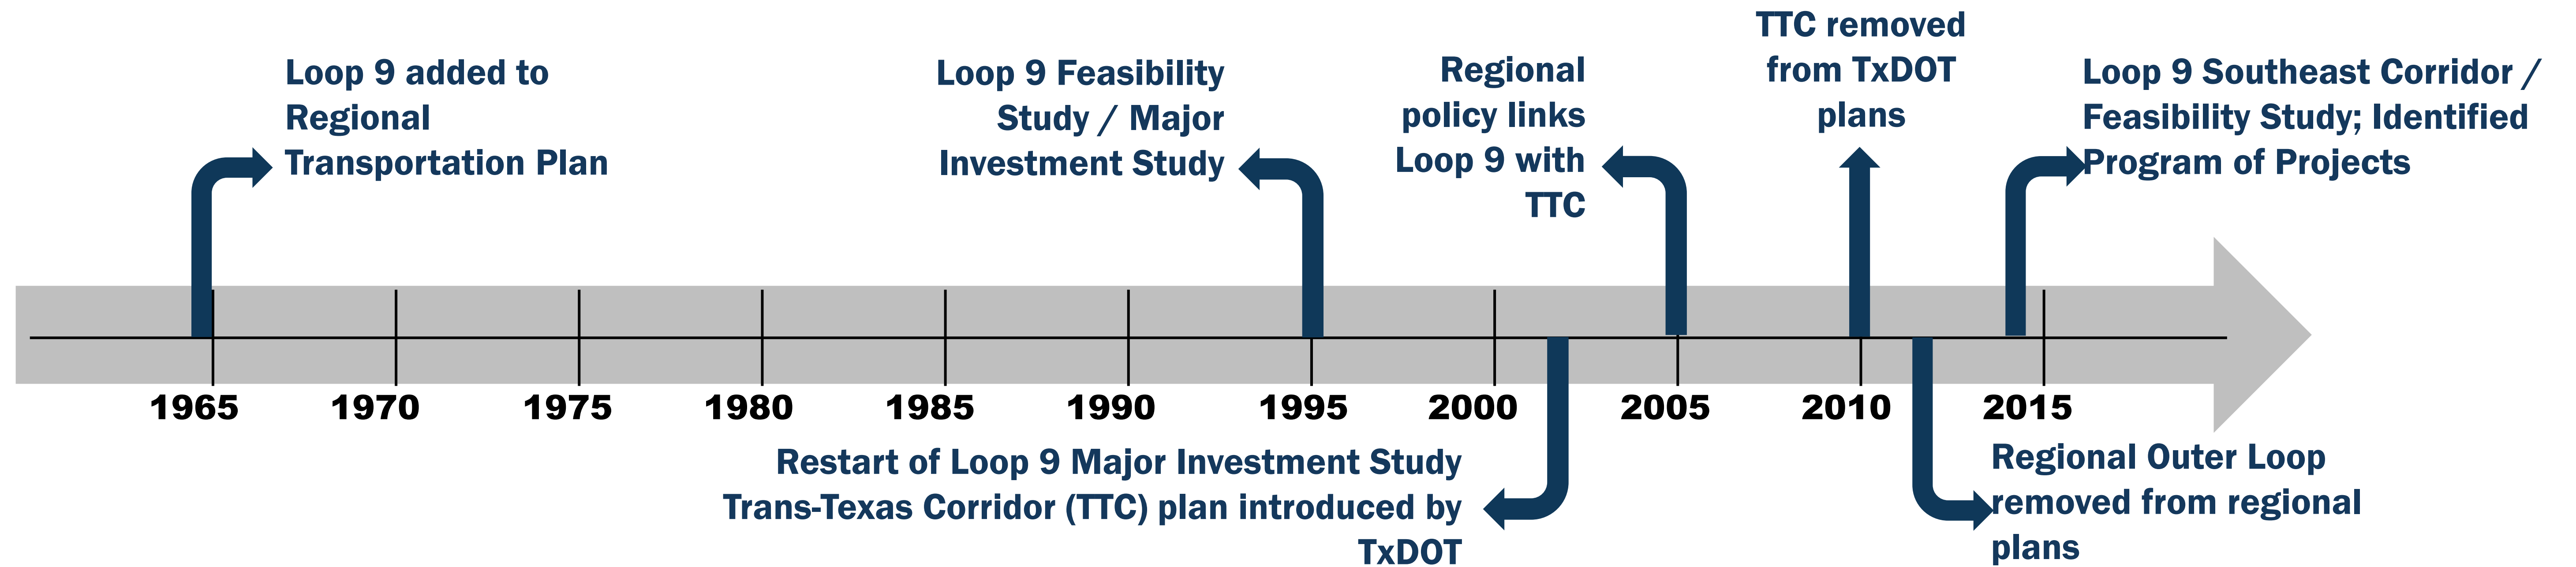 Loop 9 added to
Regional
Transportation Plan
Loop 9 Feasibility
Study / Major
Investment Study
Regional
policy links
Loop 9 with
TTC
TTC removed
from TxDOT
plans
Loop 9 Southeast Corridor /
Feasibility Study; Identified
Program of Projects
1965 1970 1975 1980 1985 1990 1995 2000 2005 2010 2015
Restart of Loop 9 Major Investment Study
Trans-Texas Corridor (TTC) plan introduced by
TxDOT
Regional Outer Loop
removed from regional
plans